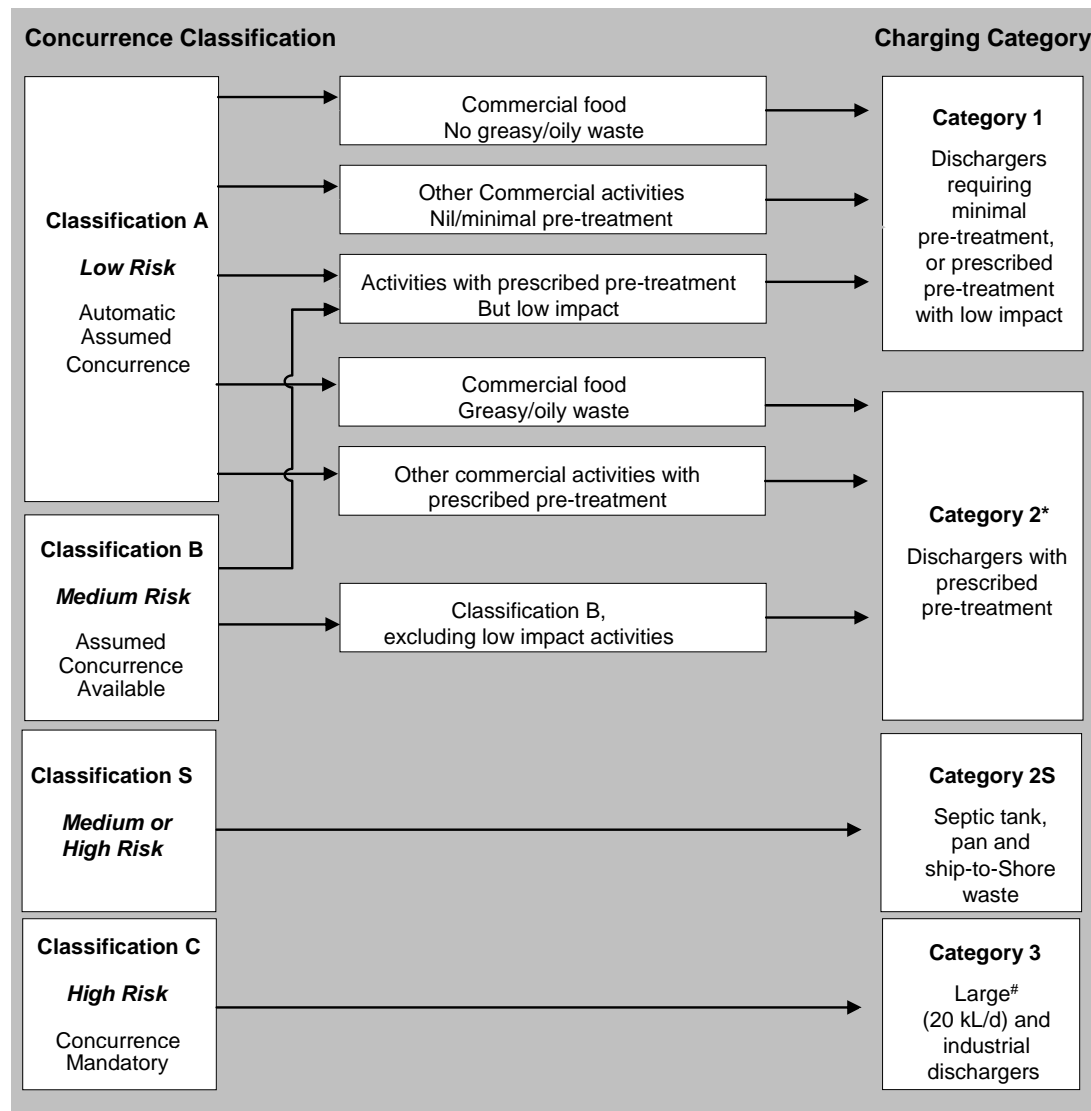 Concurrence Classification
Charging Category
Classification A
Low Risk
Automatic
Assumed
Concurrence
Classification B
Medium Risk
Assumed
Concurrence
Available
Classification S
Medium or
High Risk
Classification C
High Risk
Concurrence
Mandatory
Commercial food
No greasy/oily waste
Other Commercial activities
Nil/minimal pre-treatment
Activities with prescribed pre-treatment
But low impact
Commercial food
Greasy/oily waste
Other commercial activities with
prescribed pre-treatment
Classification B,
excluding low impact activities
Category 1
Dischargers
requiring
minimal
pre-treatment,
or prescribed
pre-treatment
with low impact
Category 2*
Dischargers with
prescribed
pre-treatment
Category 2S
Septic tank,
pan and
ship-to-Shore
waste
Category 3
Large#
(20 kL/d) and
industrial
dischargers